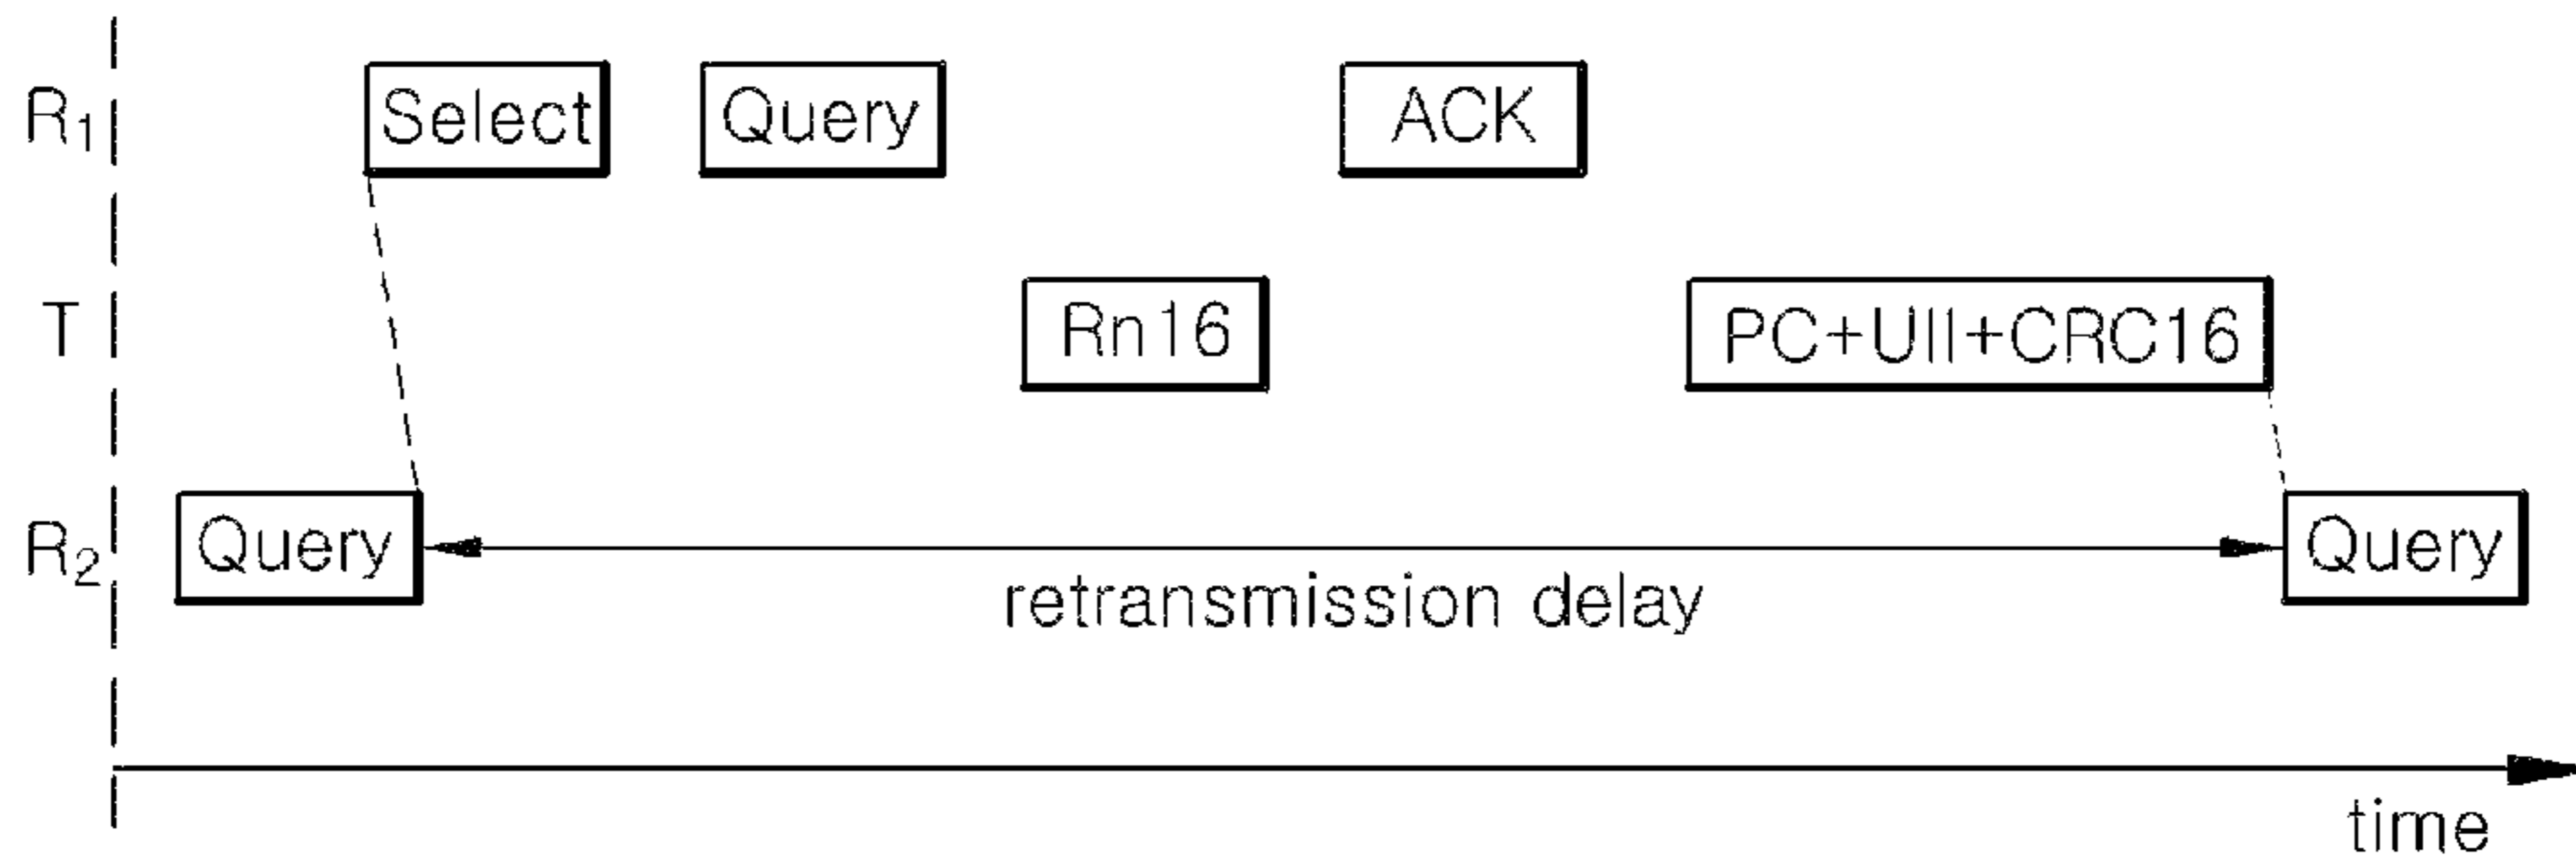 R₁ Select Query ACK
T Rn16 PC+UII+CRC16
R₂ Query Query
retransmission delay
time